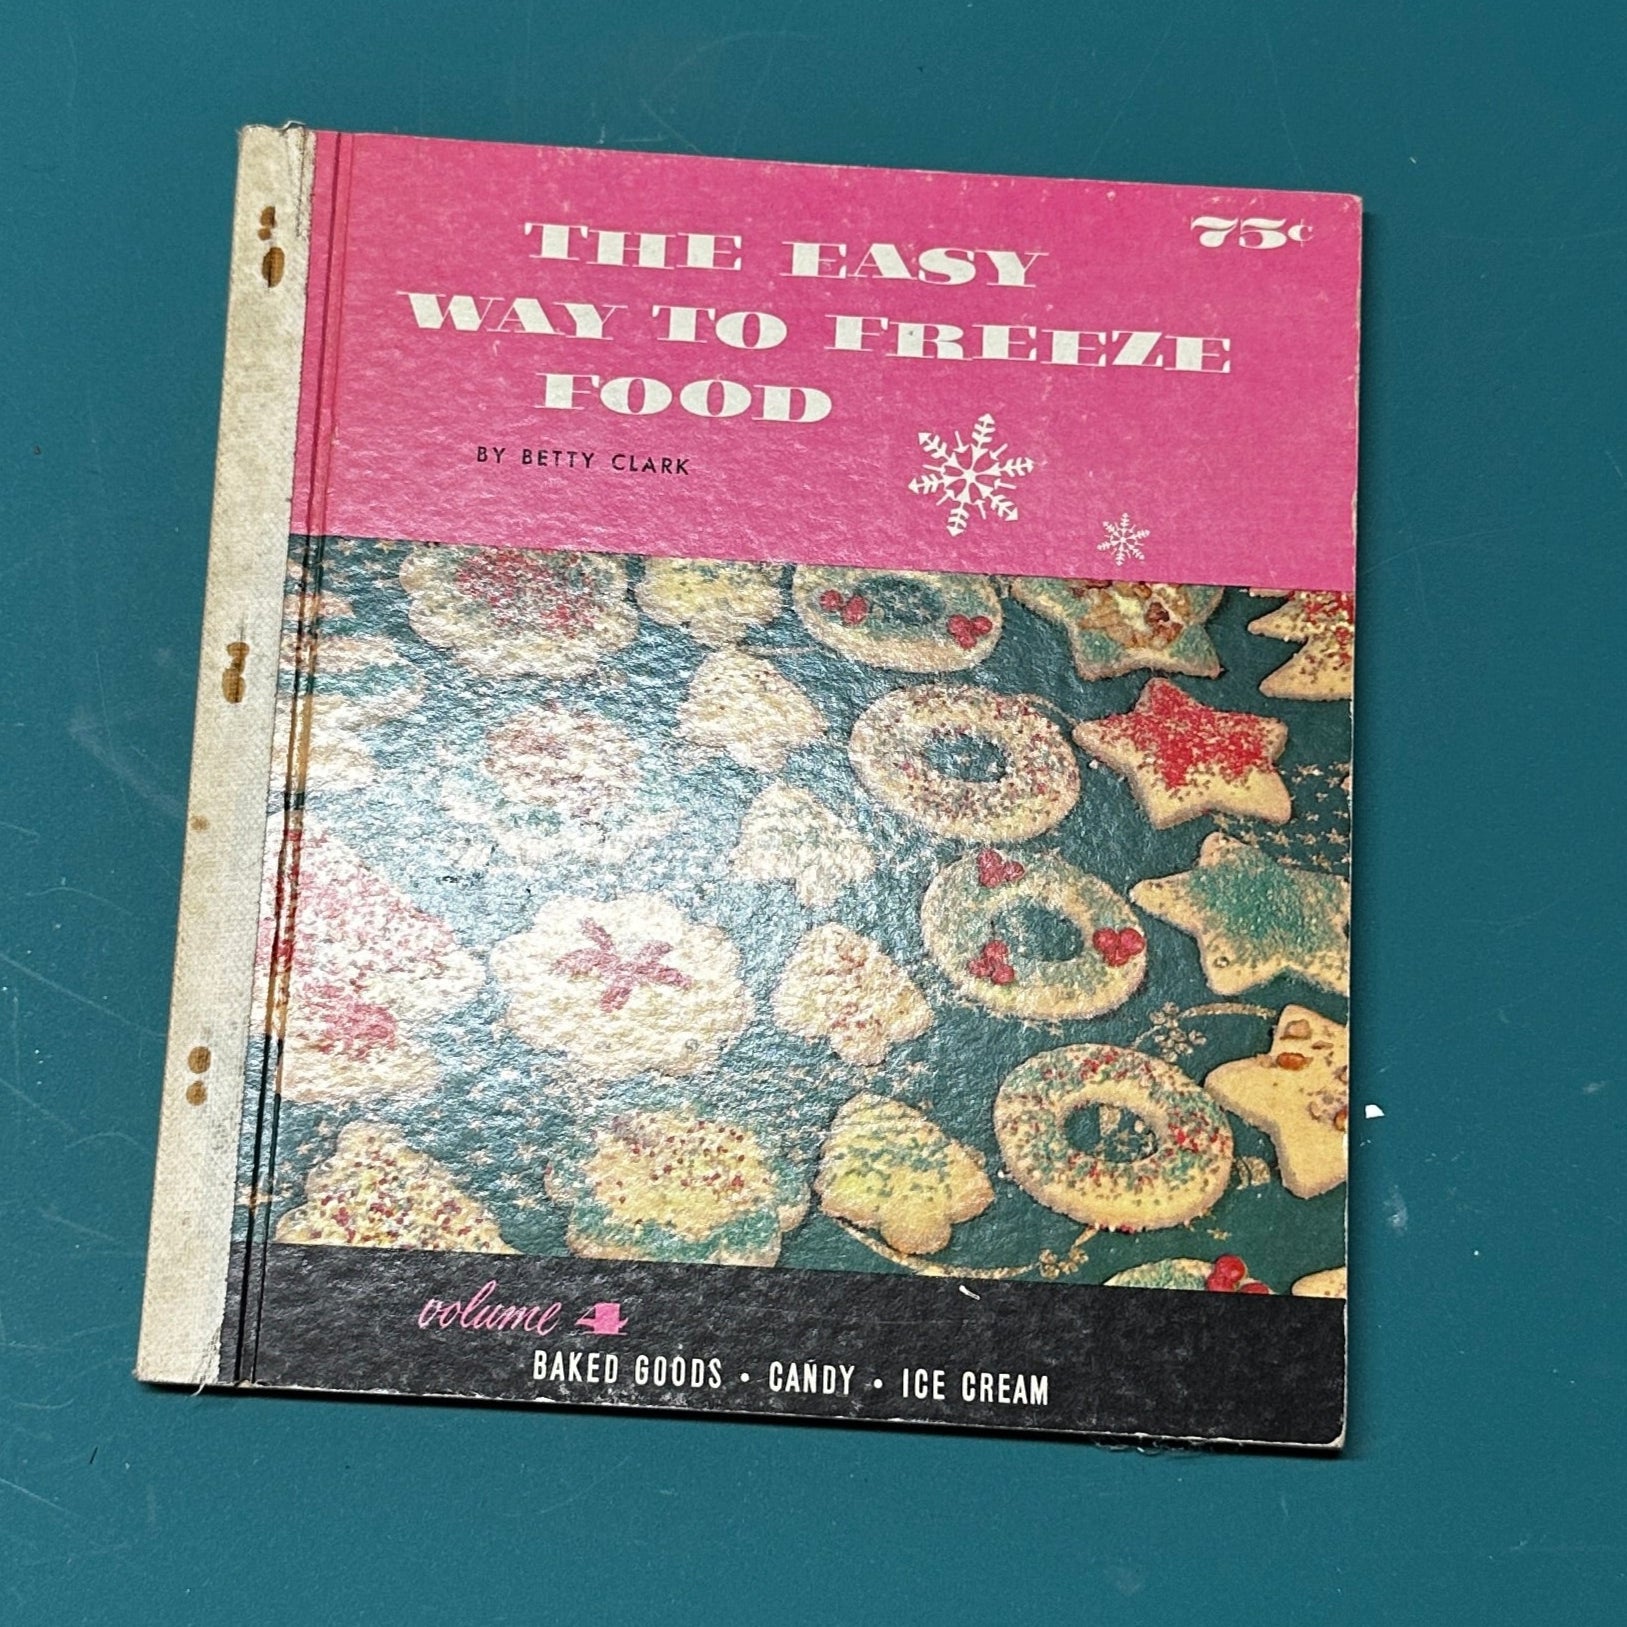 75¢
THE EASY
WAY TO FREEZE
FOOD
BY BETTY CLARK
volume 4
BAKED GOODS • CANDY • ICE CREAM